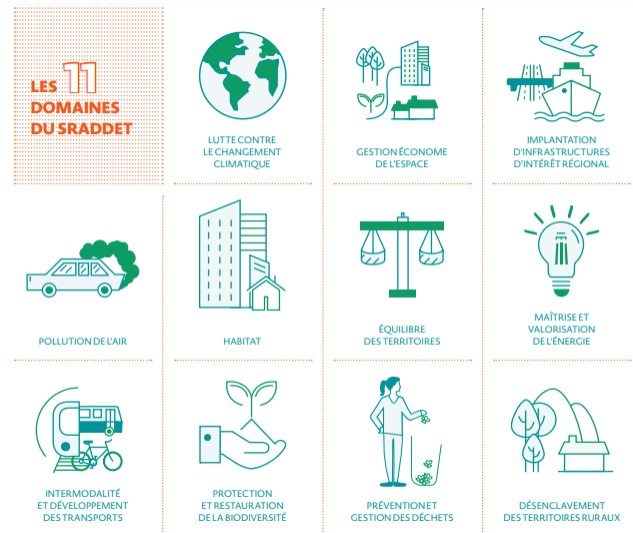 LES 11
DOMAINES
DU SRADDET
LUTTE CONTRE
LE CHANGEMENT
CLIMATIQUE
GESTION ÉCONOME
DE L'ESPACE
IMPLANTATION
D'INFRASTRUCTURES
D'INTÉRÊT RÉGIONAL
POLLUTION DE L'AIR
HABITAT
ÉQUILIBRE
DES TERRITOIRES
MAÎTRISE ET
VALORISATION
DE L'ÉNERGIE
INTERMODALITÉ
ET DÉVELOPPEMENT
DES TRANSPORTS
PROTECTION
ET RESTAURATION
DE LA BIODIVERSITÉ
PRÉVENTION ET
GESTION DES DÉCHETS
DÉSENCLAVEMENT
DES TERRITOIRES RURAUX